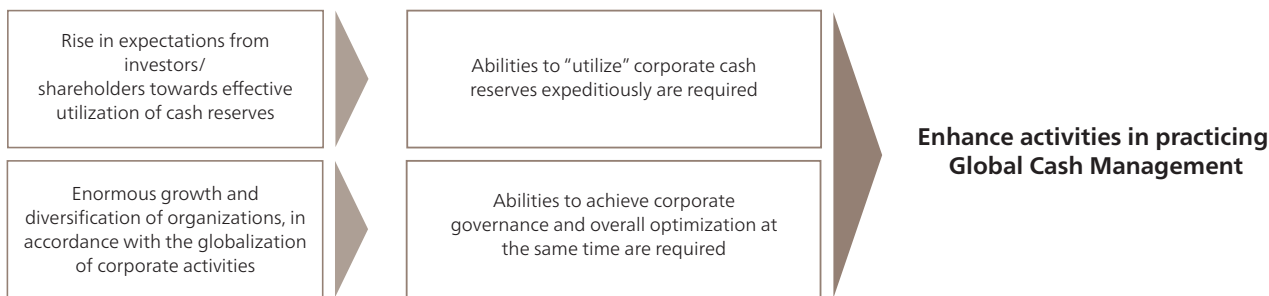 Rise in expectations from
investors/
shareholders towards effective
utilization of cash reserves
Abilities to “utilize” corporate cash
reserves expeditiously are required
Enormous growth and
diversification of organizations, in
accordance with the globalization
of corporate activities
Abilities to achieve corporate
governance and overall optimization at
the same time are required
Enhance activities in practicing
Global Cash Management